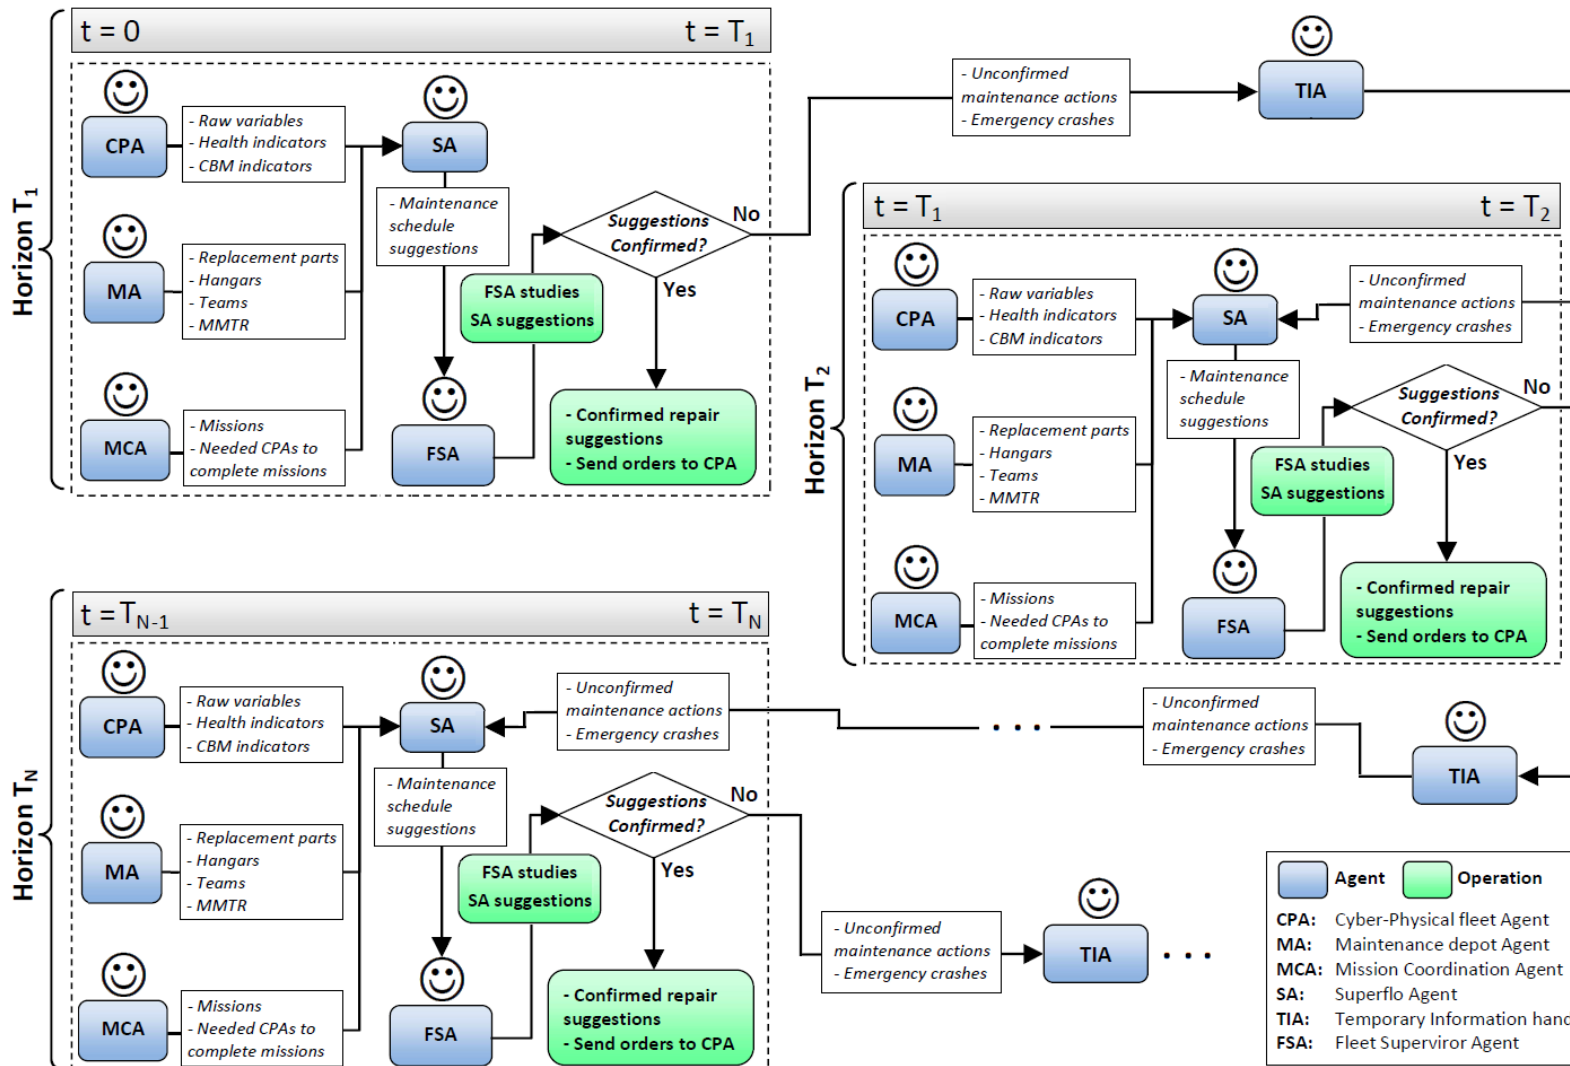 t = 0
t = T1
Horizon T1
CPA
- Raw variables
- Health indicators
- CBM indicators
SA
MA
- Replacement parts
- Hangars
- Teams
- MMTR
- Maintenance
schedule
suggestions
MCA
- Missions
- Needed CPAs to
complete missions
FSA
FSA studies
SA suggestions
Suggestions
Confirmed?
No
Yes
- Confirmed repair
suggestions
- Send orders to CPA
- Unconfirmed
maintenance actions
- Emergency crashes
TIA
t = T1
t = T2
Horizon T2
CPA
- Raw variables
- Health indicators
- CBM indicators
SA
- Unconfirmed
maintenance actions
- Emergency crashes
MA
- Replacement parts
- Hangars
- Teams
- MMTR
- Maintenance
schedule
suggestions
MCA
- Missions
- Needed CPAs to
complete missions
FSA
FSA studies
SA suggestions
Suggestions
Confirmed?
No
Yes
- Confirmed repair
suggestions
- Send orders to CPA
- Unconfirmed
maintenance actions
- Emergency crashes
TIA
. . .
t = TN-1
t = TN
Horizon TN
CPA
- Raw variables
- Health indicators
- CBM indicators
SA
- Unconfirmed
maintenance actions
- Emergency crashes
MA
- Replacement parts
- Hangars
- Teams
- MMTR
- Maintenance
schedule
suggestions
MCA
- Missions
- Needed CPAs to
complete missions
FSA
FSA studies
SA suggestions
Suggestions
Confirmed?
No
Yes
- Confirmed repair
suggestions
- Send orders to CPA
- Unconfirmed
maintenance actions
- Emergency crashes
TIA
. . .
Agent
Operation
CPA: Cyber-Physical fleet Agent
MA: Maintenance depot Agent
MCA: Mission Coordination Agent
SA: Superflo Agent
TIA: Temporary Information hand
FSA: Fleet Superviror Agent